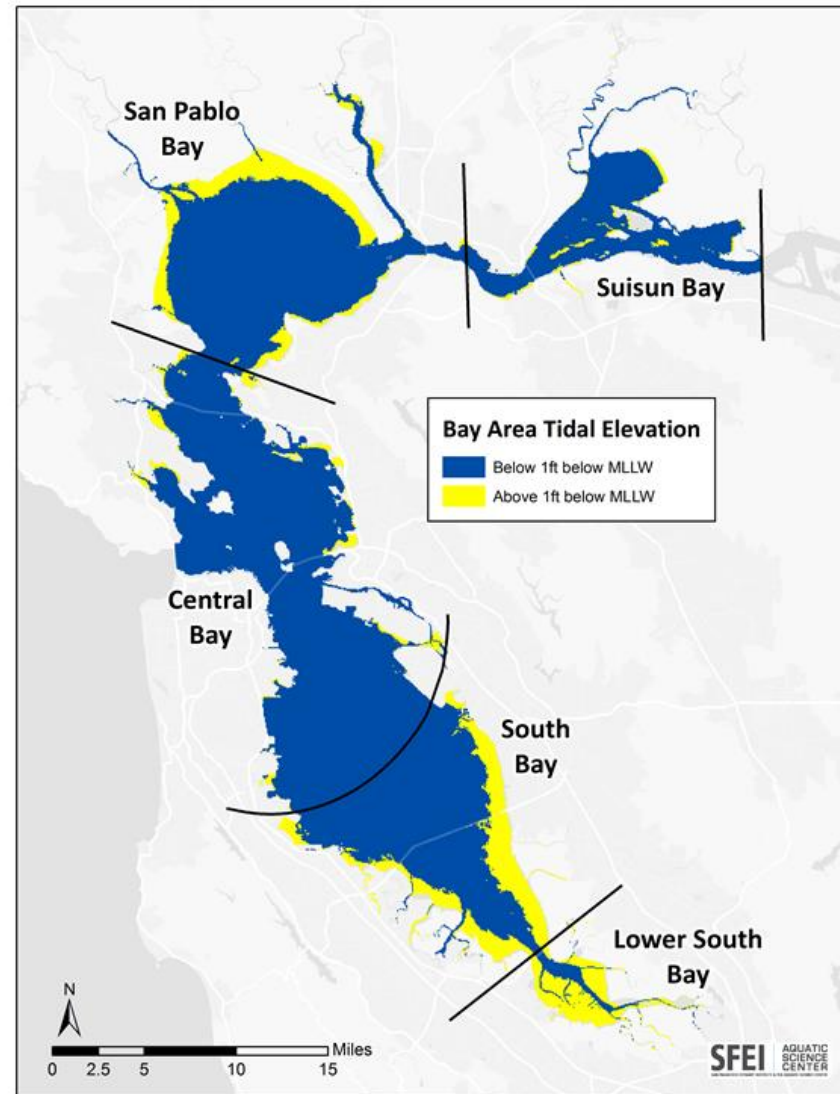 San Pablo
Bay
Suisun Bay
Bay Area Tidal Elevation
Below 1ft below MLLW
Above 1ft below MLLW
Central
Bay
South
Bay
Lower South
Bay
N
Miles
0 2.5 5 10 15
SFEI
AQUATIC
SCIENCE
CENTER